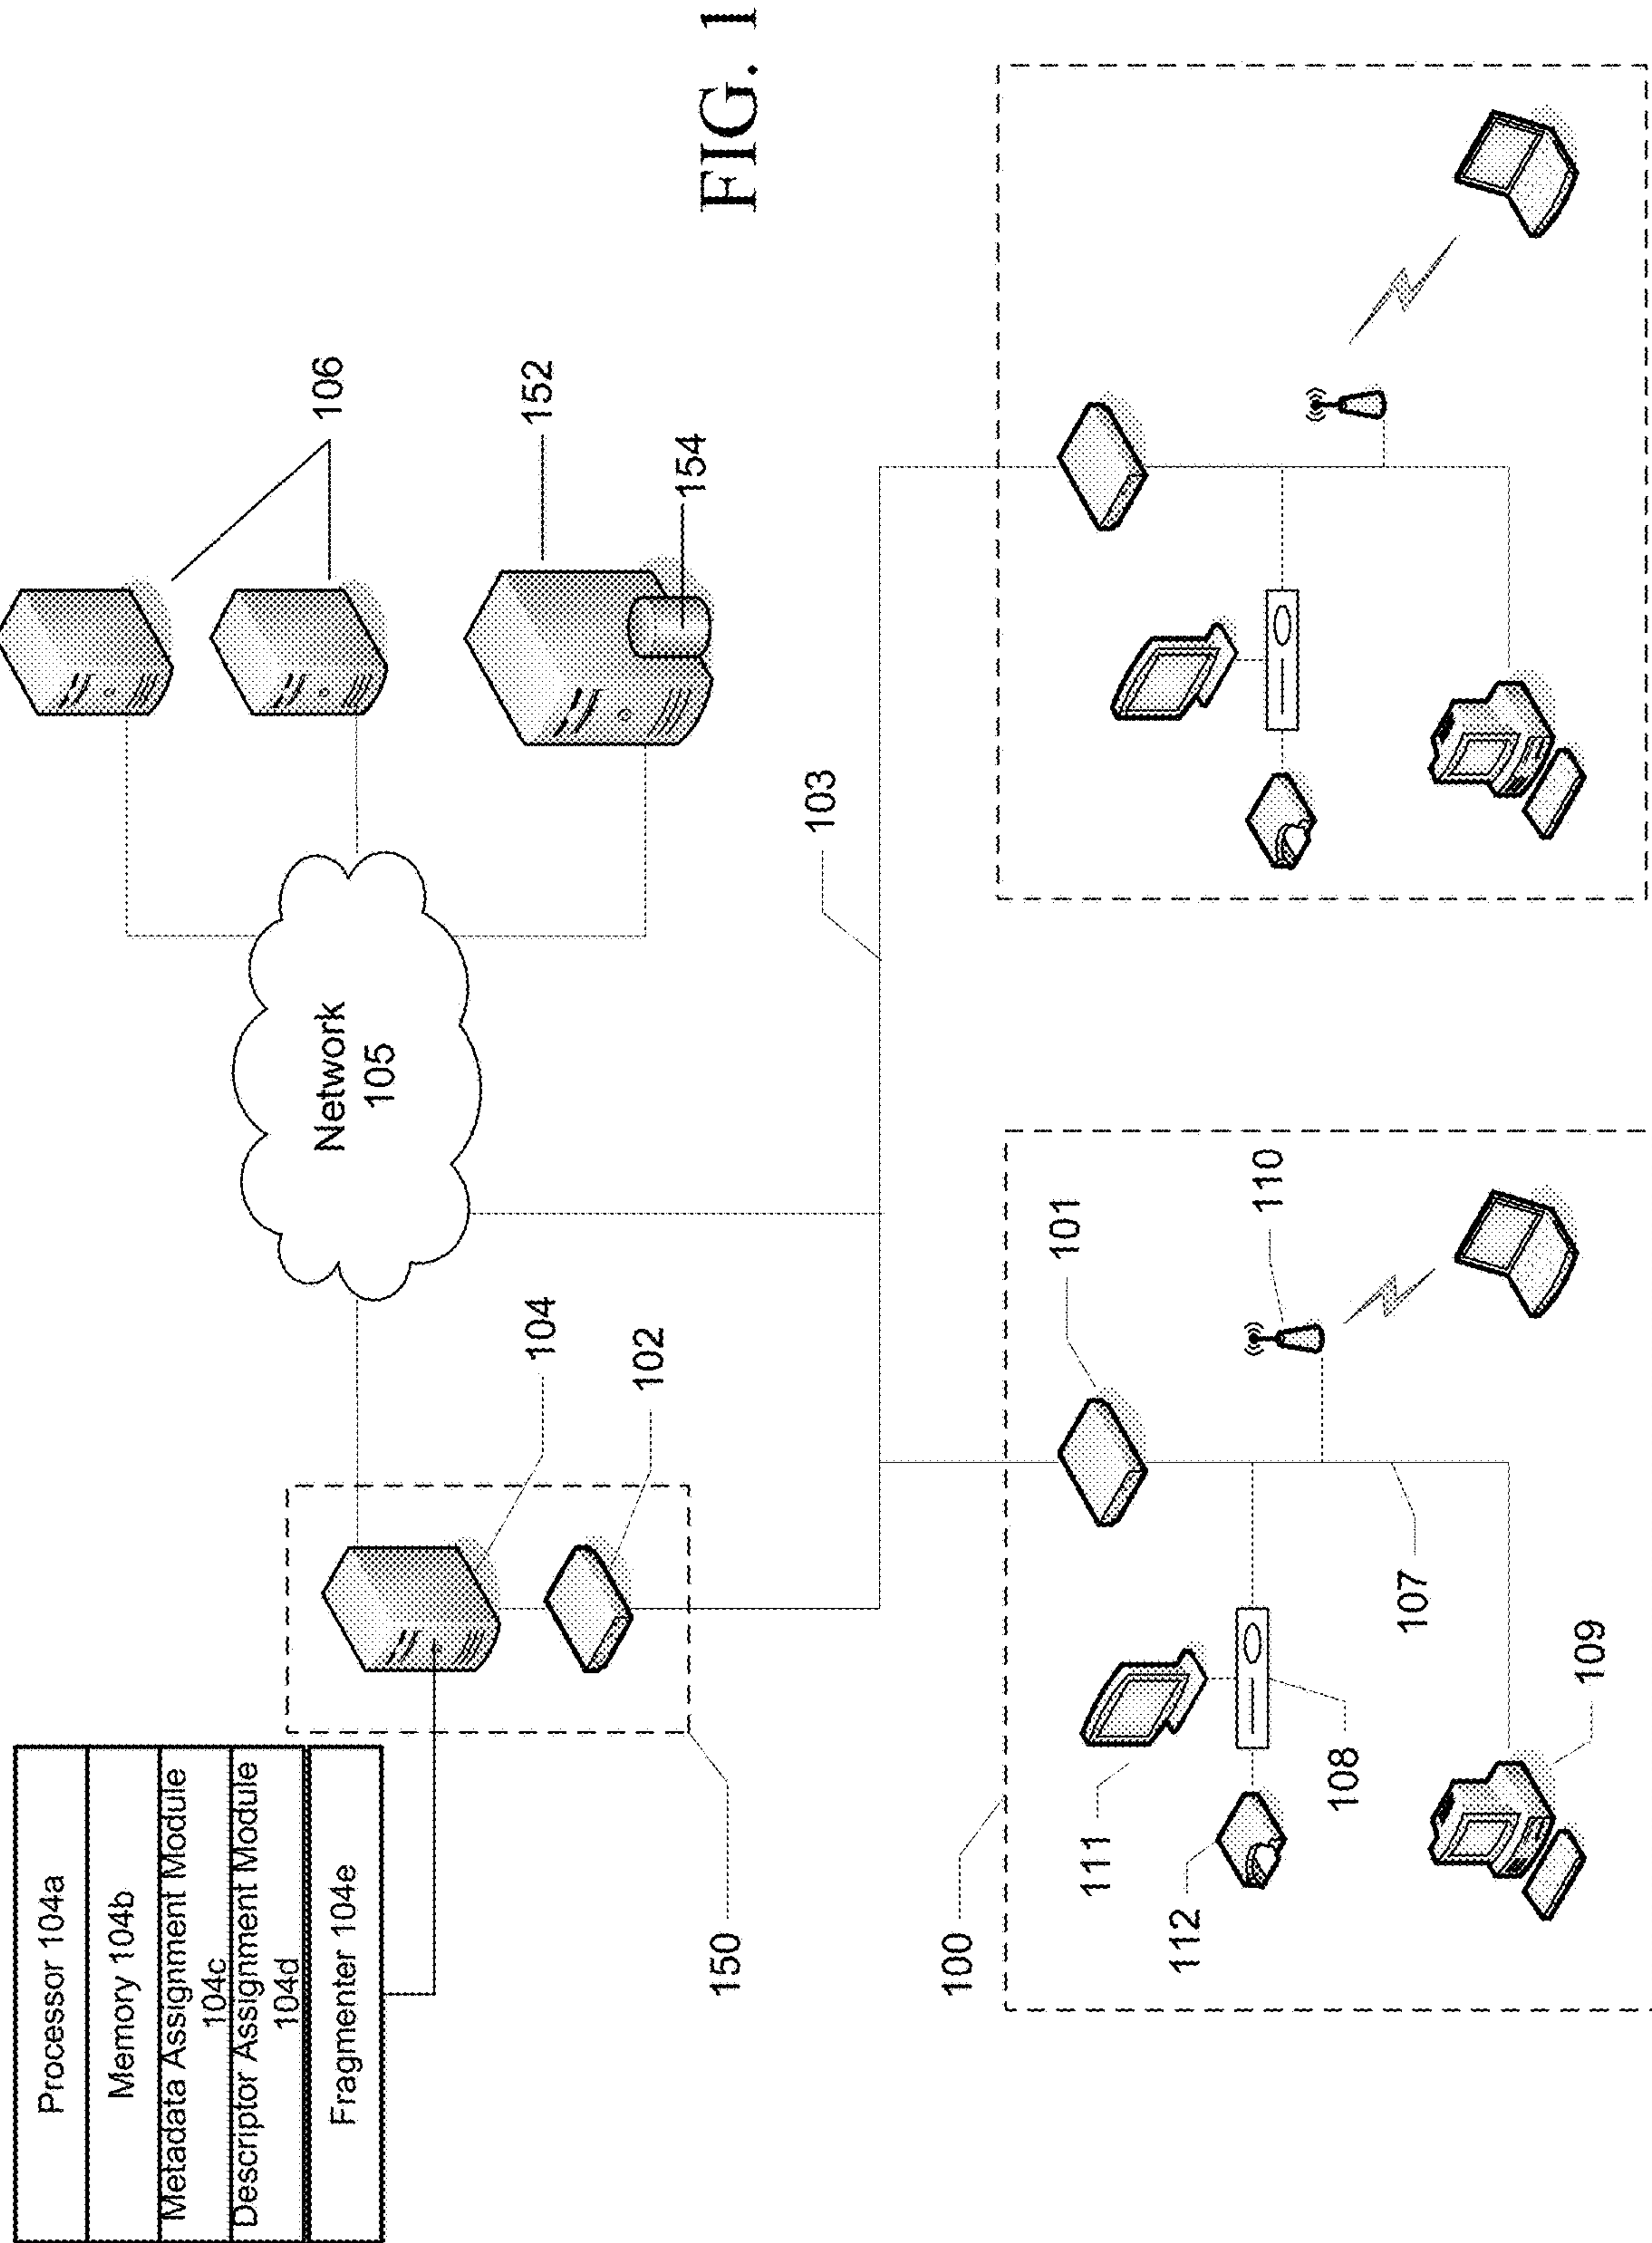 Processor 104a
Memory 104b
Metadata Assignment Module
104c
Descriptor Assignment Module
104d
Fragmenter 104e
Network
105
106
152
154
104
102
150
103
FIG. 1
100
101
110
111
112
108
107
109